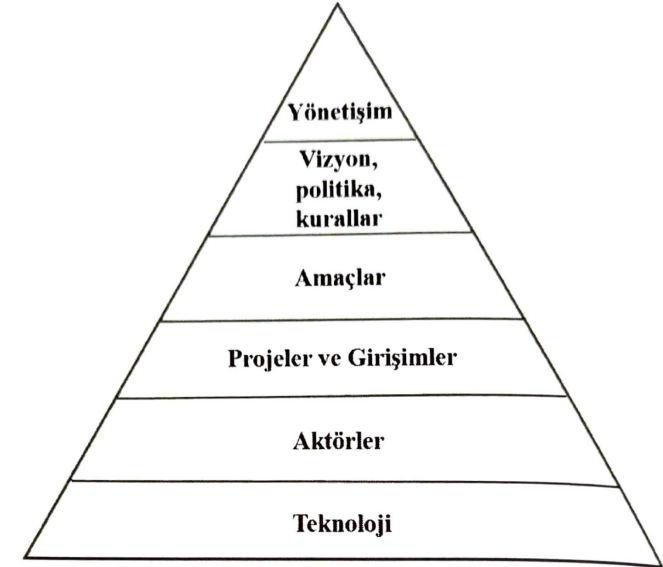 Yönetişim
Vizyon,
politika,
kurallar
Amaçlar
Projeler ve Girişimler
Aktörler
Teknoloji